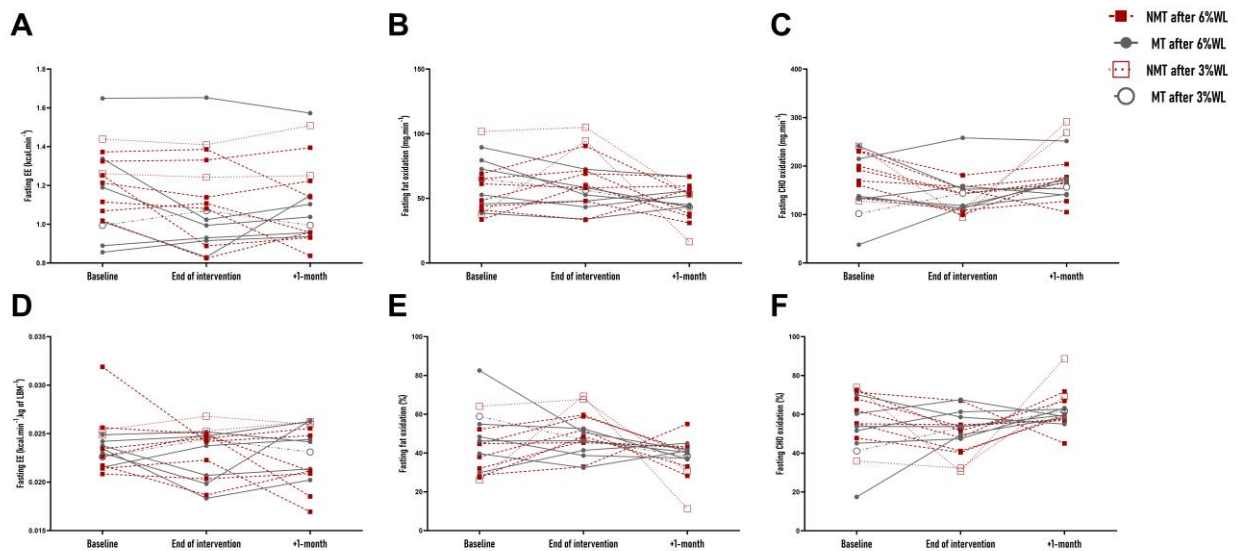 A
B
C
NMT after 6%WL
MT after 6%WL
NMT after 3%WL
MT after 3%WL
Fasting EE (kcal.min⁻¹)
1.8
1.6
1.4
1.2
1.0
0.8
Baseline
End of intervention
+1-month
Fasting fat oxidation (mg.min⁻¹)
150
100
50
0
Baseline
End of intervention
+1-month
Fasting CHO oxidation (mg.min⁻¹)
400
300
200
100
0
Baseline
End of intervention
+1-month
D
E
F
Fasting EE (kcal.min⁻¹.kg of LBM⁻¹)
0.035
0.030
0.025
0.020
0.015
Baseline
End of intervention
+1-month
Fasting fat oxidation (%)
100
80
60
40
20
0
Baseline
End of intervention
+1-month
Fasting CHO oxidation (%)
100
80
60
40
20
0
Baseline
End of intervention
+1-month